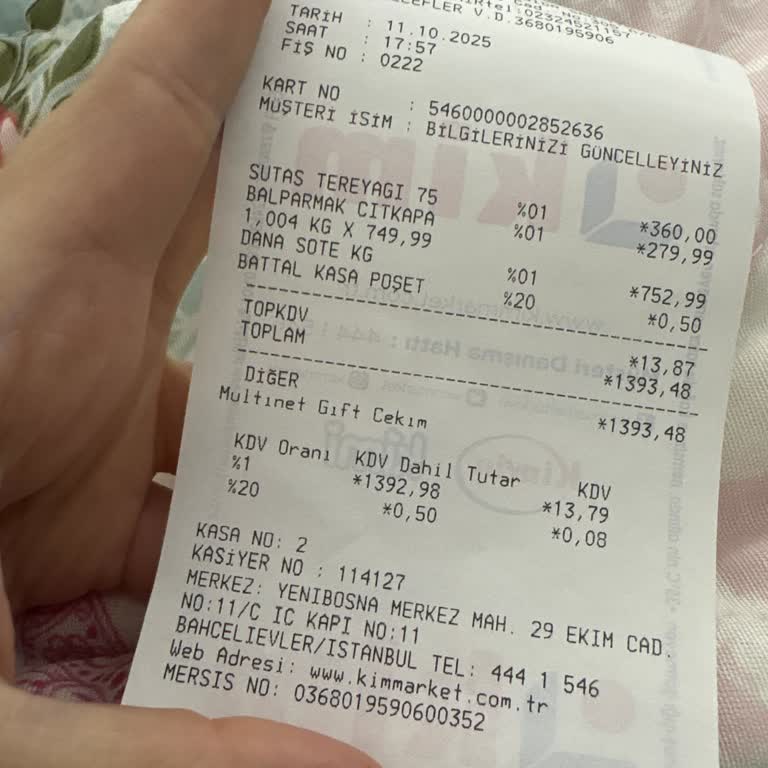 V.D.3680195906
TARİH : 11.10.2025
SAAT : 17:57
FİŞ NO : 0222
KART NO : 5460000002852636
MÜŞTERİ İSİM : BİLGİLERİNİZİ GÜNCELLEYİNİZ
SUTAS TEREYAGI 75 %01 *360,00
BALPARMAK CITKAPA %01 *279,99
1,004 KG X 749,99
DANA SOTE KG %01 *752,99
BATTAL KASA POŞET %20 *0,50
TOPKDV *13,87
TOPLAM *1393,48
DİĞER
Multinet Gıft Cekım *1393,48
KDV Oranı KDV Dahil Tutar KDV
%1 *1392,98 *13,79
%20 *0,50 *0,08
KASA NO: 2
KASİYER NO : 114127
MERKEZ: YENIBOSNA MERKEZ MAH. 29 EKIM CAD.
NO:11/C IC KAPI NO:11
BAHCELIEVLER/ISTANBUL TEL: 444 1 546
Web Adresi: www.kimmarket.com.tr
MERSIS NO: 0368019590600352